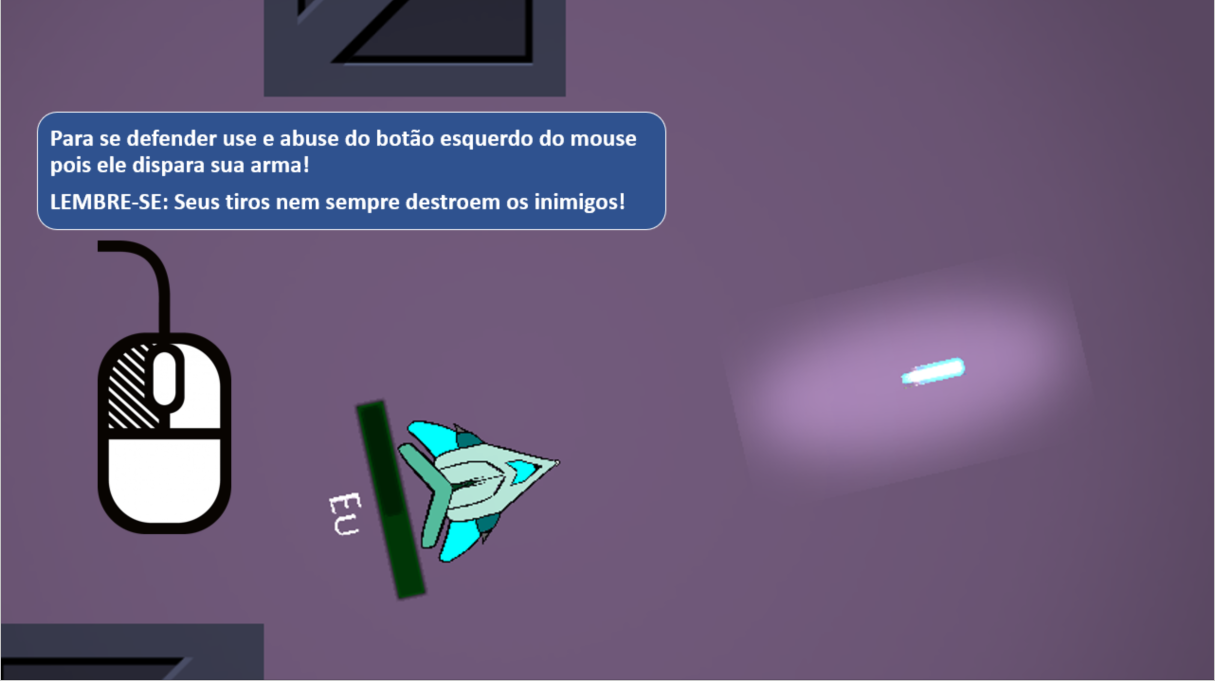 Para se defender use e abuse do botão esquerdo do mouse
pois ele dispara sua arma!
LEMBRE-SE: Seus tiros nem sempre destroem os inimigos!
EU